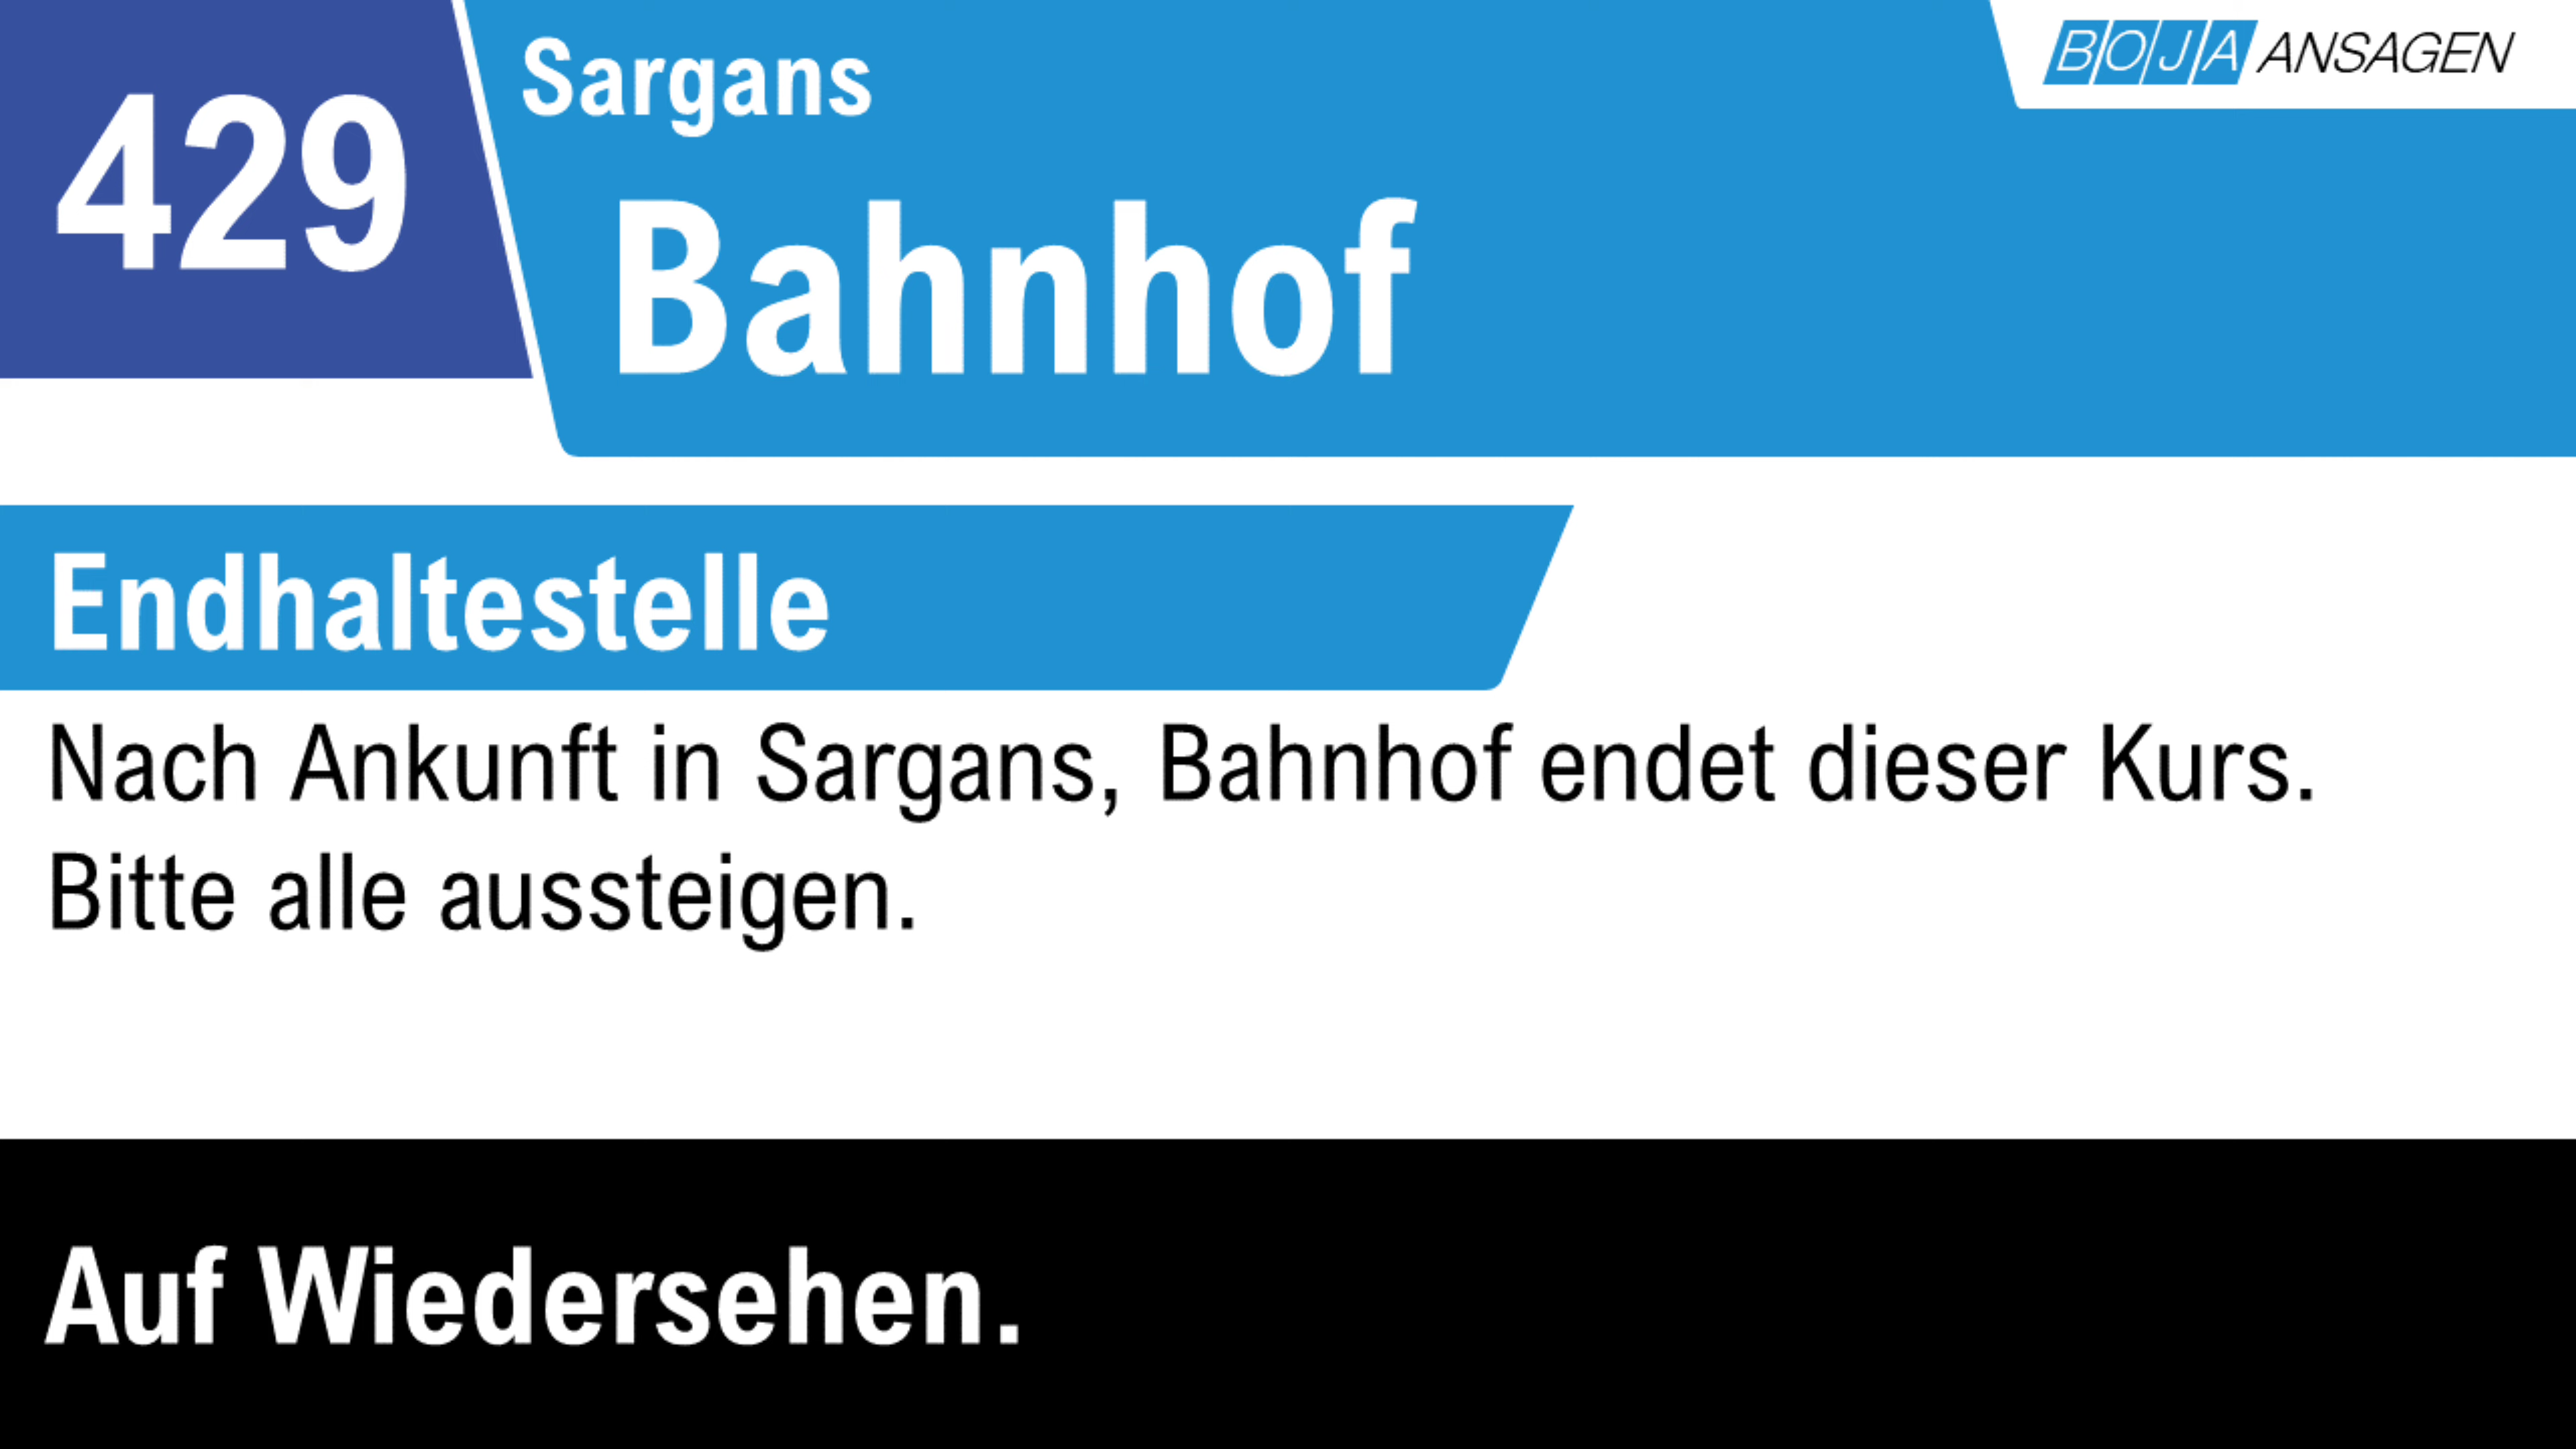 429
Sargans
Bahnhof
BOJA ANSAGEN
Endhaltestelle
Nach Ankunft in Sargans, Bahnhof endet dieser Kurs.
Bitte alle aussteigen.
Auf Wiedersehen.